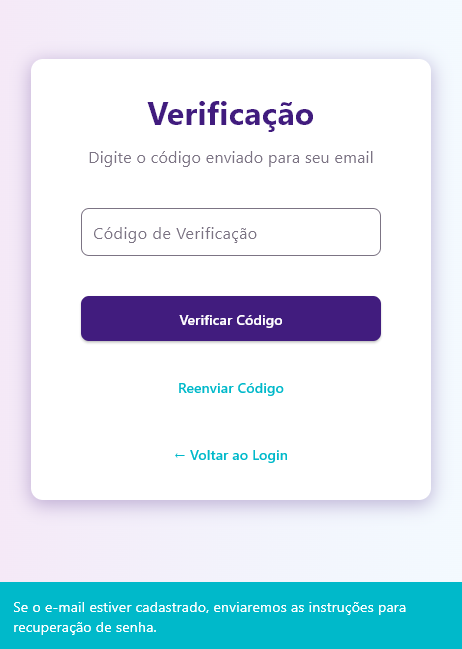 Verificação
Digite o código enviado para seu email
Código de Verificação
Verificar Código
Reenviar Código
← Voltar ao Login
Se o e-mail estiver cadastrado, enviaremos as instruções para
recuperação de senha.